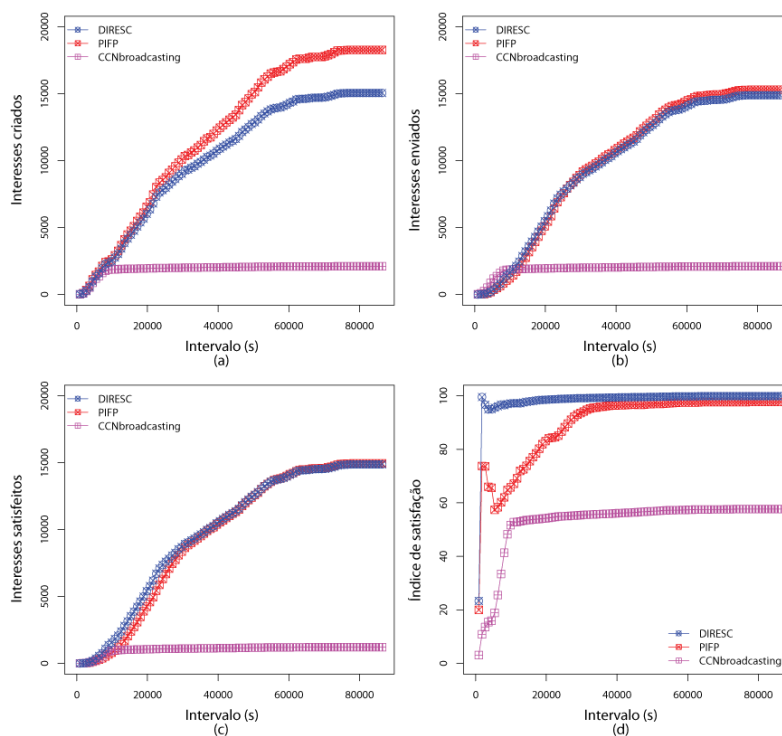 Interesses criados
20000
15000
10000
5000
0
DIRESC
PIFP
CCNbroadcasting
0 20000 40000 60000 80000
Intervalo (s)
(a)
Interesses enviados
20000
15000
10000
5000
0
DIRESC
PIFP
CCNbroadcasting
0 20000 40000 60000 80000
Intervalo (s)
(b)
Interesses satisfeitos
20000
15000
10000
5000
0
DIRESC
PIFP
CCNbroadcasting
0 20000 40000 60000 80000
Intervalo (s)
(c)
Índice de satisfação
100
80
60
40
20
0
DIRESC
PIFP
CCNbroadcasting
0 20000 40000 60000 80000
Intervalo (s)
(d)